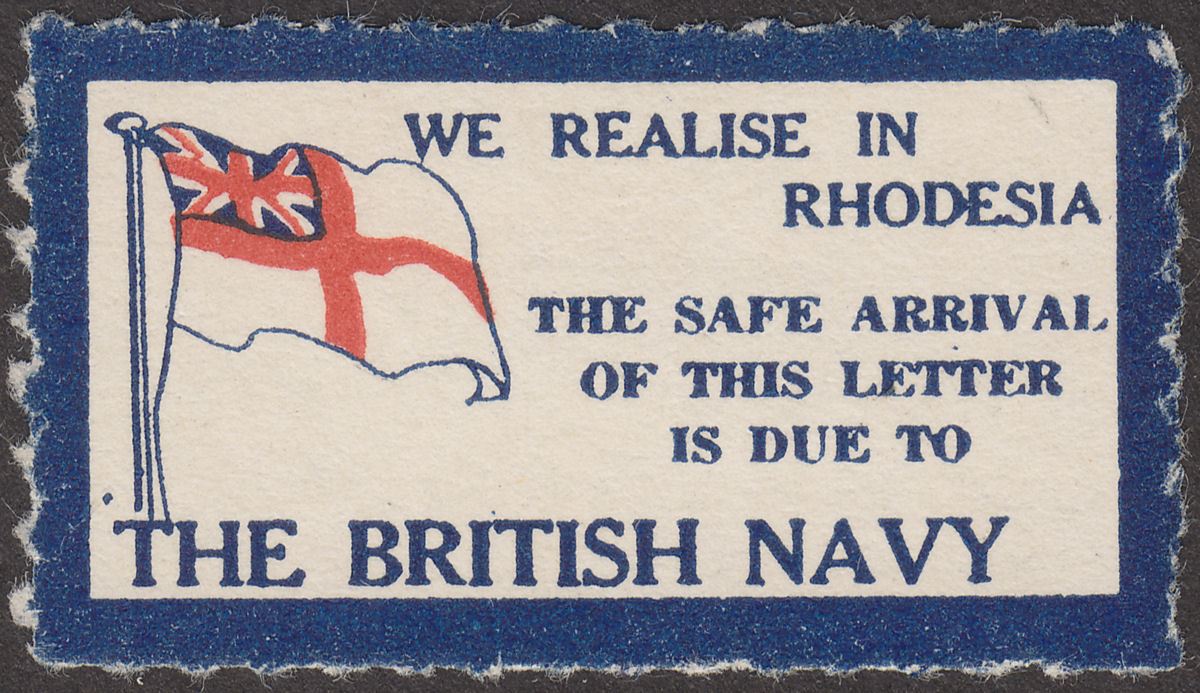 WE REALISE IN
RHODESIA
THE SAFE ARRIVAL
OF THIS LETTER
IS DUE TO
THE BRITISH NAVY